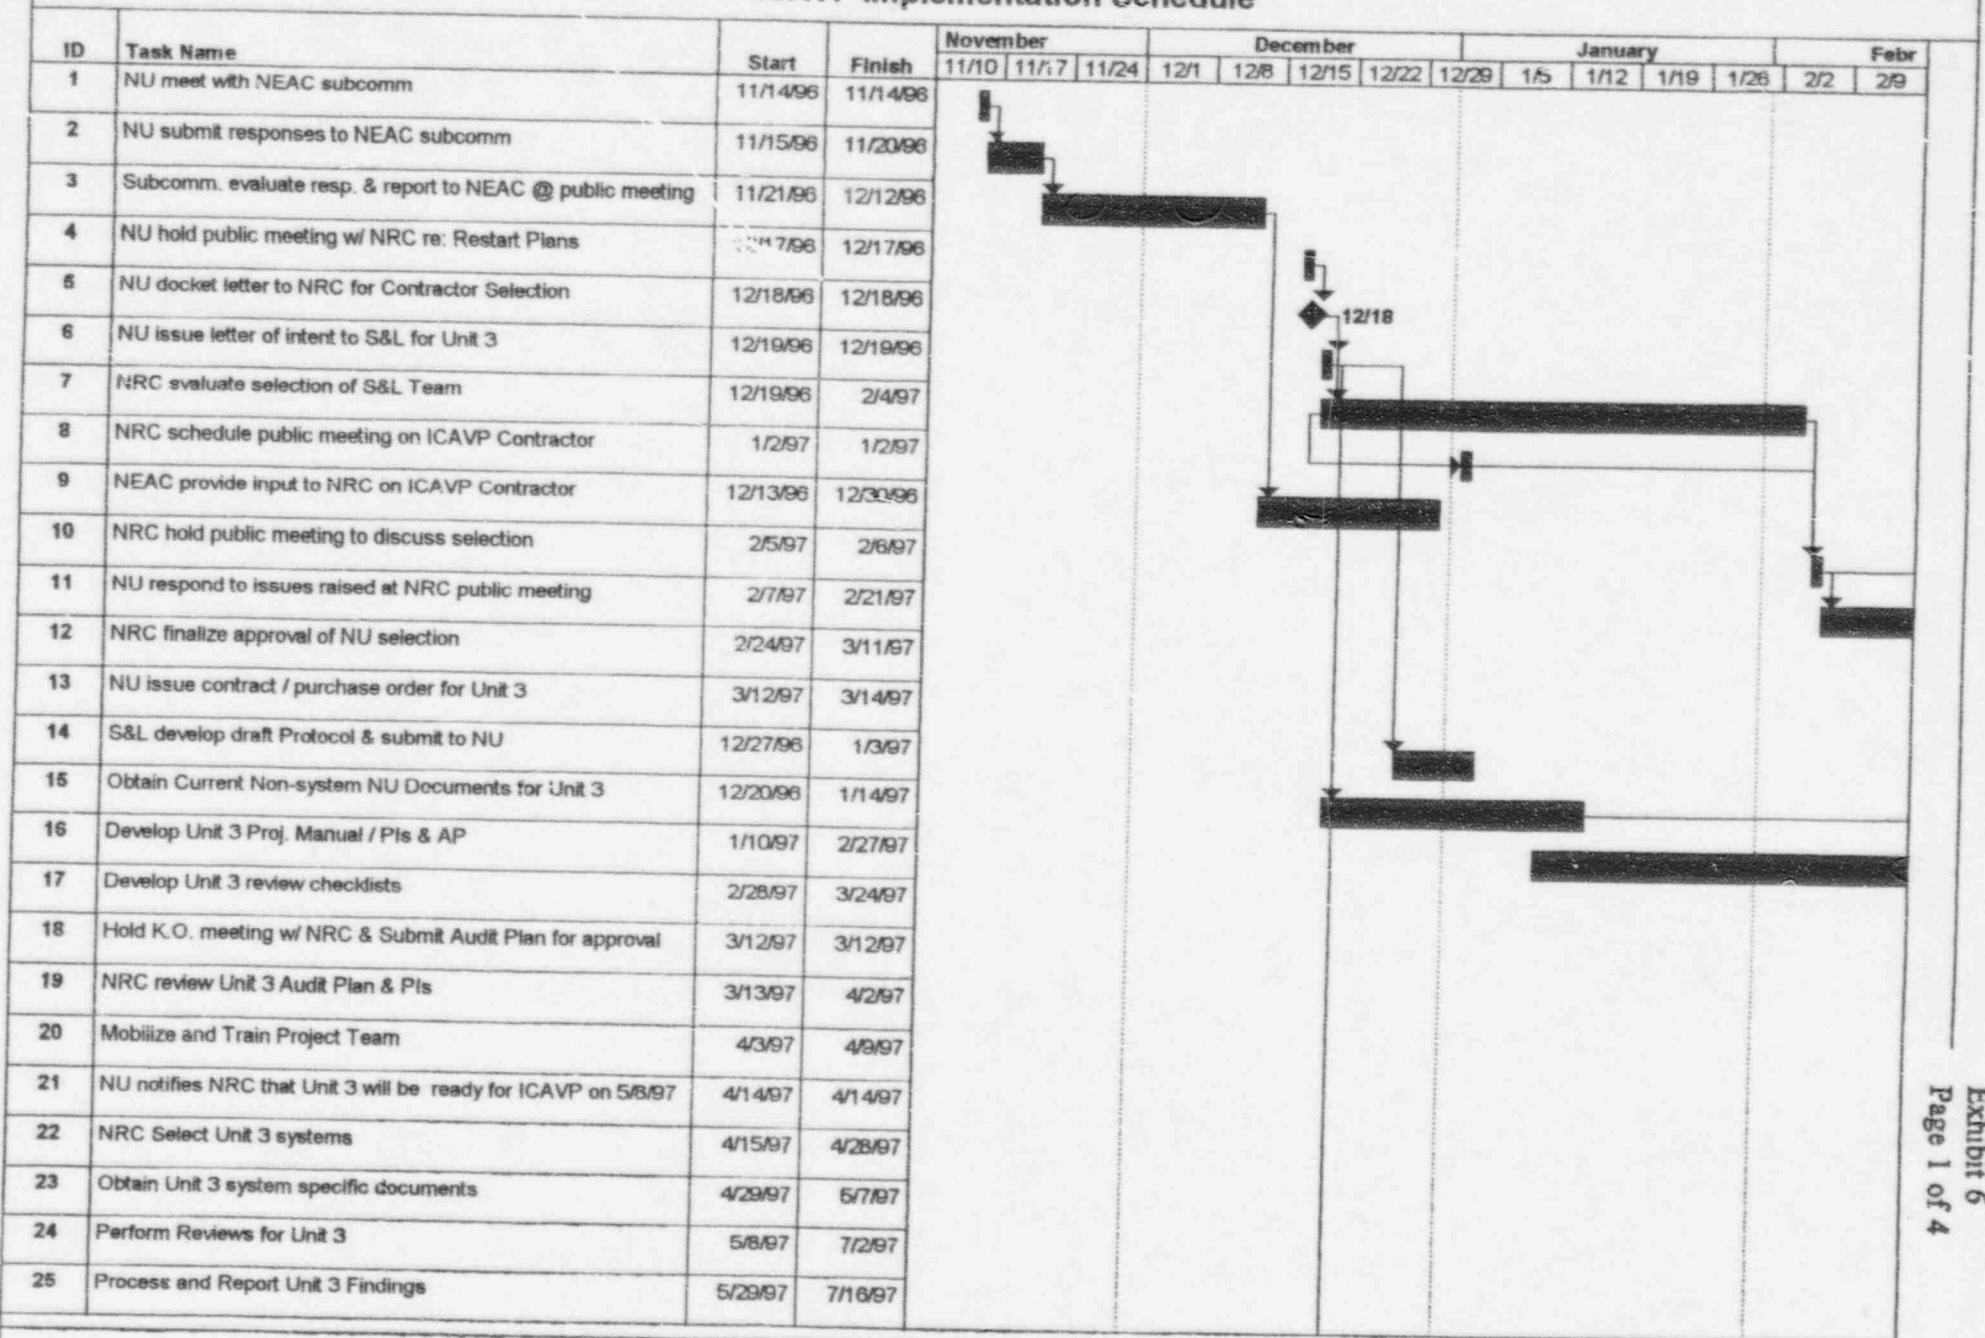 Implementation Schedule
November December January Febr
ID Task Name Start Finish 11/10 11/17 11/24 12/1 12/8 12/15 12/22 12/29 1/5 1/12 1/19 1/26 2/2 2/9
1 NU meet with NEAC subcomm 11/14/96 11/14/96
2 NU submit responses to NEAC subcomm 11/15/96 11/20/96
3 Subcomm. evaluate resp. & report to NEAC @ public meeting 11/21/96 12/12/96
4 NU hold public meeting w/ NRC re: Restart Plans 12/17/96
5 NU docket letter to NRC for Contractor Selection 12/18/96 12/18/96
12/18
6 NU issue letter of intent to S&L for Unit 3 12/19/96 12/19/96
7 NRC evaluate selection of S&L Team 12/19/96 2/4/97
8 NRC schedule public meeting on ICAVP Contractor 1/2/97 1/2/97
9 NEAC provide input to NRC on ICAVP Contractor 12/13/96 12/30/96
10 NRC hold public meeting to discuss selection 2/5/97 2/6/97
11 NU respond to issues raised at NRC public meeting 2/7/97 2/21/97
12 NRC finalize approval of NU selection 2/24/97 3/11/97
13 NU issue contract / purchase order for Unit 3 3/12/97 3/14/97
14 S&L develop draft Protocol & submit to NU 12/27/96 1/3/97
15 Obtain Current Non-system NU Documents for Unit 3 12/20/96 1/14/97
16 Develop Unit 3 Proj. Manual / PIs & AP 1/10/97 2/27/97
17 Develop Unit 3 review checklists 2/28/97 3/24/97
18 Hold K.O. meeting w/ NRC & Submit Audit Plan for approval 3/12/97 3/12/97
19 NRC review Unit 3 Audit Plan & PIs 3/13/97 4/2/97
20 Mobilize and Train Project Team 4/3/97 4/9/97
21 NU notifies NRC that Unit 3 will be ready for ICAVP on 5/8/97 4/14/97 4/14/97
22 NRC Select Unit 3 systems 4/15/97 4/28/97
23 Obtain Unit 3 system specific documents 4/29/97 5/7/97
24 Perform Reviews for Unit 3 5/8/97 7/2/97
25 Process and Report Unit 3 Findings 5/29/97 7/16/97
Exhibit 6
Page 1 of 4